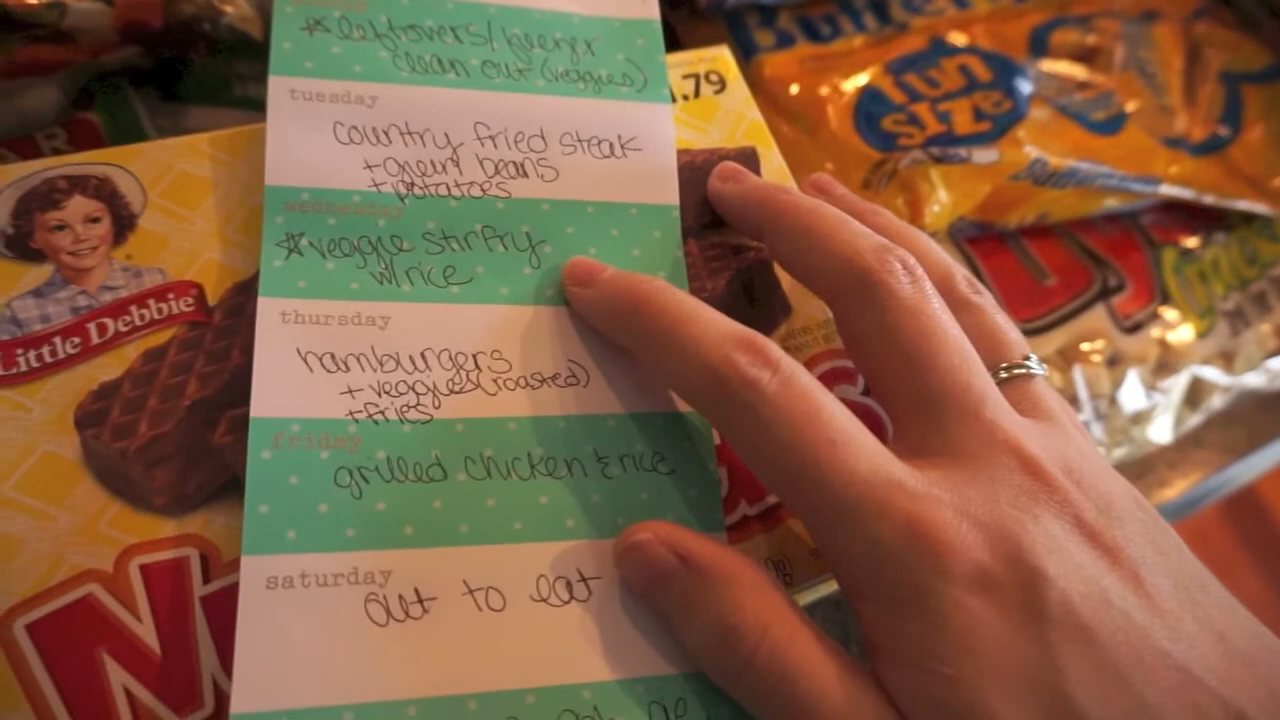 *leftovers/freezer
clean out (veggies)
tuesday
country fried steak
+green beans
+potatoes
wednesday
*veggie stirfry
w/rice
thursday
hamburgers
+veggies (roasted)
+fries
friday
grilled chicken & rice
saturday
out to eat
.79
Little Debbie
fun
size